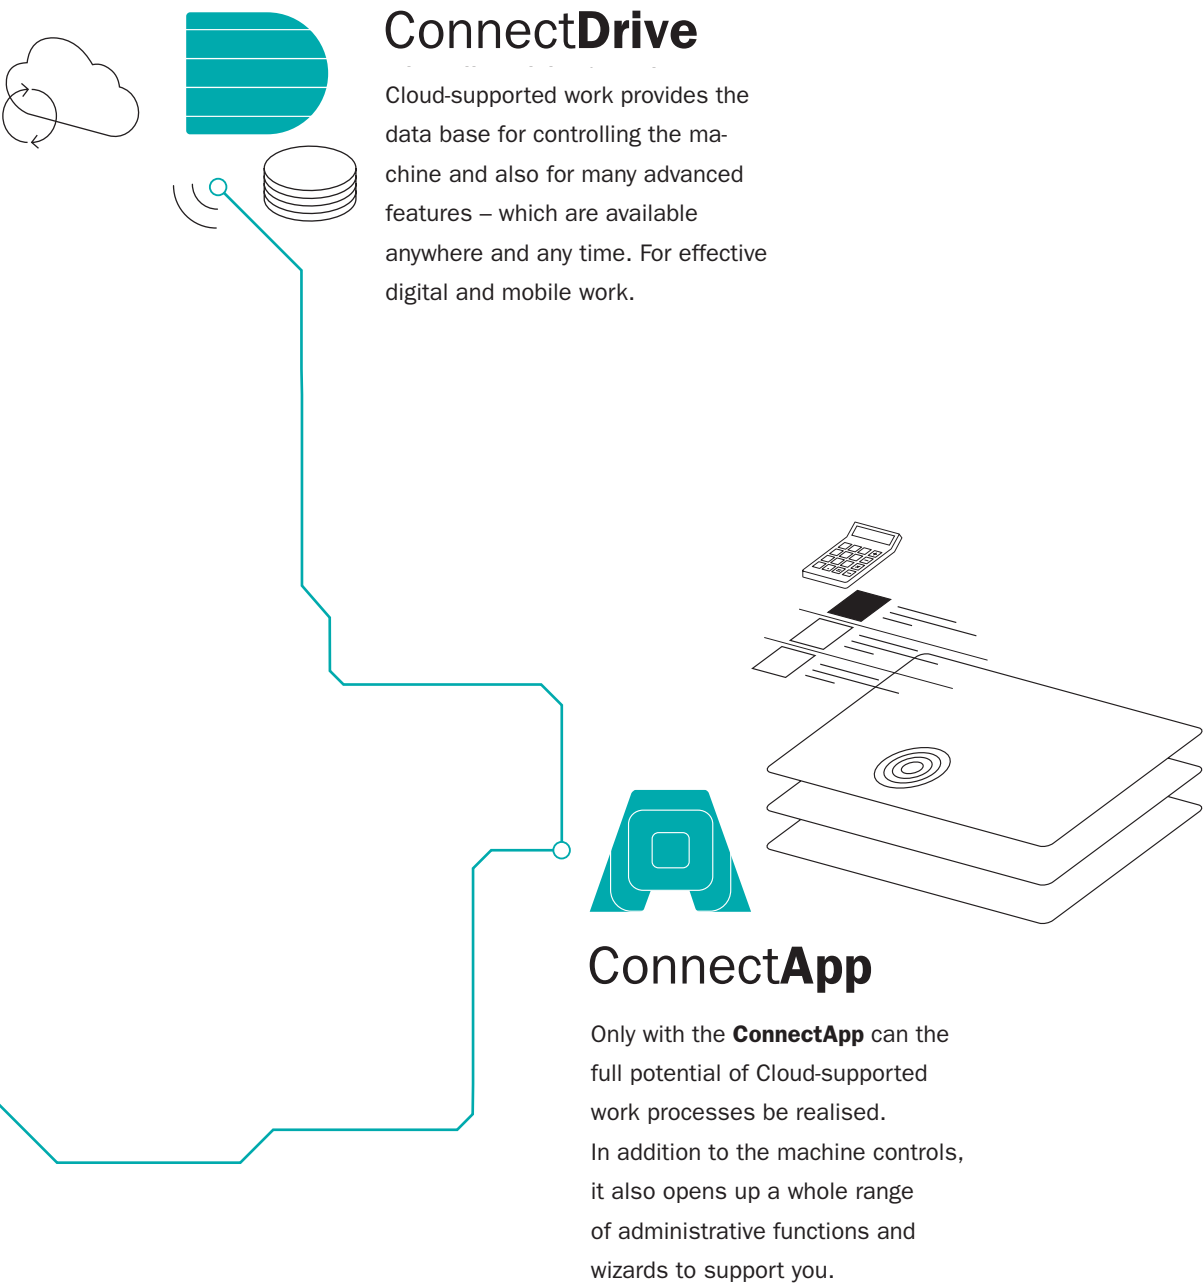 ConnectDrive
Cloud-supported work provides the
data base for controlling the ma-
chine and also for many advanced
features – which are available
anywhere and any time. For effective
digital and mobile work.
ConnectApp
Only with the ConnectApp can the
full potential of Cloud-supported
work processes be realised.
In addition to the machine controls,
it also opens up a whole range
of administrative functions and
wizards to support you.